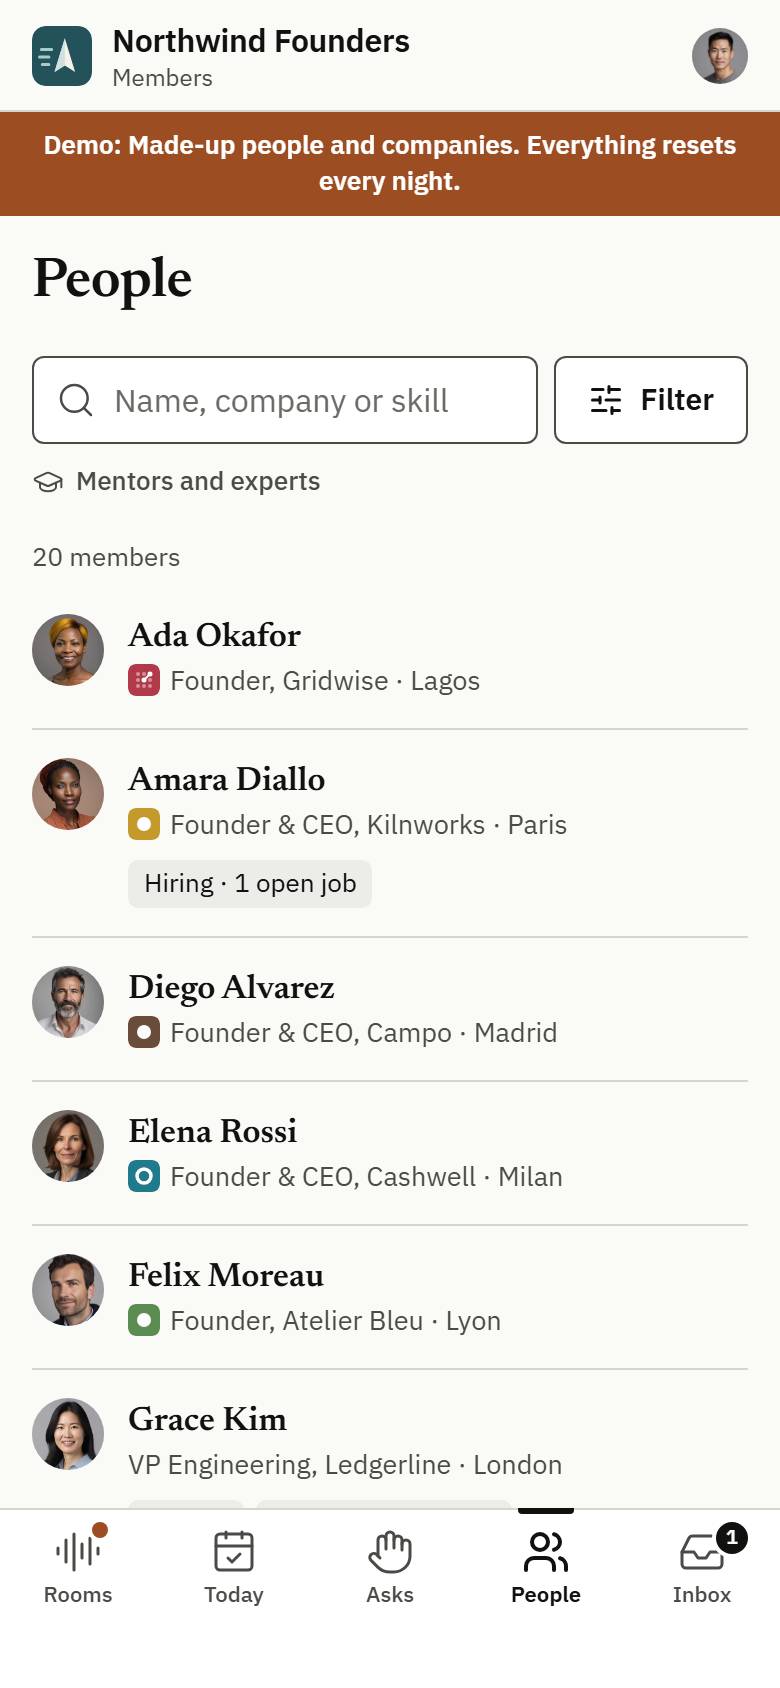 Northwind Founders
Members
Demo: Made-up people and companies. Everything resets
every night.
People
Name, company or skill
Filter
Mentors and experts
20 members
Ada Okafor
Founder, Gridwise · Lagos
Amara Diallo
Founder & CEO, Kilnworks · Paris
Hiring · 1 open job
Diego Alvarez
Founder & CEO, Campo · Madrid
Elena Rossi
Founder & CEO, Cashwell · Milan
Felix Moreau
Founder, Atelier Bleu · Lyon
Grace Kim
VP Engineering, Ledgerline · London
1
Rooms
Today
Asks
People
Inbox